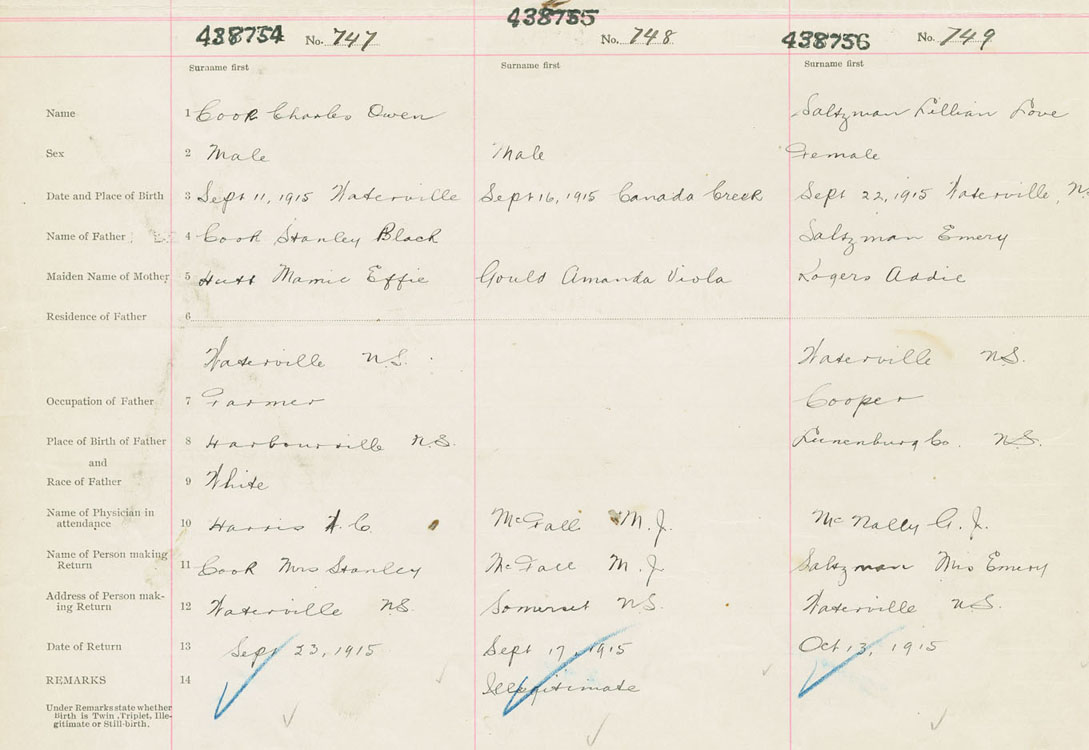 438754 No. 747 438755 No. 748 438756 No. 749
Surname first Surname first Surname first
Name 1 Cook Charles Owen Saltzman Lillian Love
Sex 2 Male Male Female
Date and Place of Birth 3 Sept 11, 1915 Waterville Sept 16, 1915 Canada Creek Sept 22, 1915 Waterville, N.
Name of Father 4 Cook Stanley Black Saltzman Emery
Maiden Name of Mother 5 Hutt Mamie Effie Gould Amanda Viola Rogers Addie
Residence of Father 6
Waterville N.S. Waterville N.S.
Occupation of Father 7 Farmer Cooper
Place of Birth of Father 8 Harbourville N.S. Lunenburg Co. N.S.
and
Race of Father 9 White
Name of Physician in
attendance 10 Harris H. C. McFall M. J. McNally G. J.
Name of Person making
Return 11 Cook Mrs Stanley McFall M. J Saltzman Mrs Emery
Address of Person mak-
ing Return 12 Waterville N.S. Somerset N.S. Waterville N.S.
Date of Return 13 Sept 23, 1915 Sept 17, 1915 Oct 13, 1915
REMARKS 14 Illegitimate
Under Remarks state whether
Birth is Twin, Triplet, Ille-
gitimate or Still-birth.